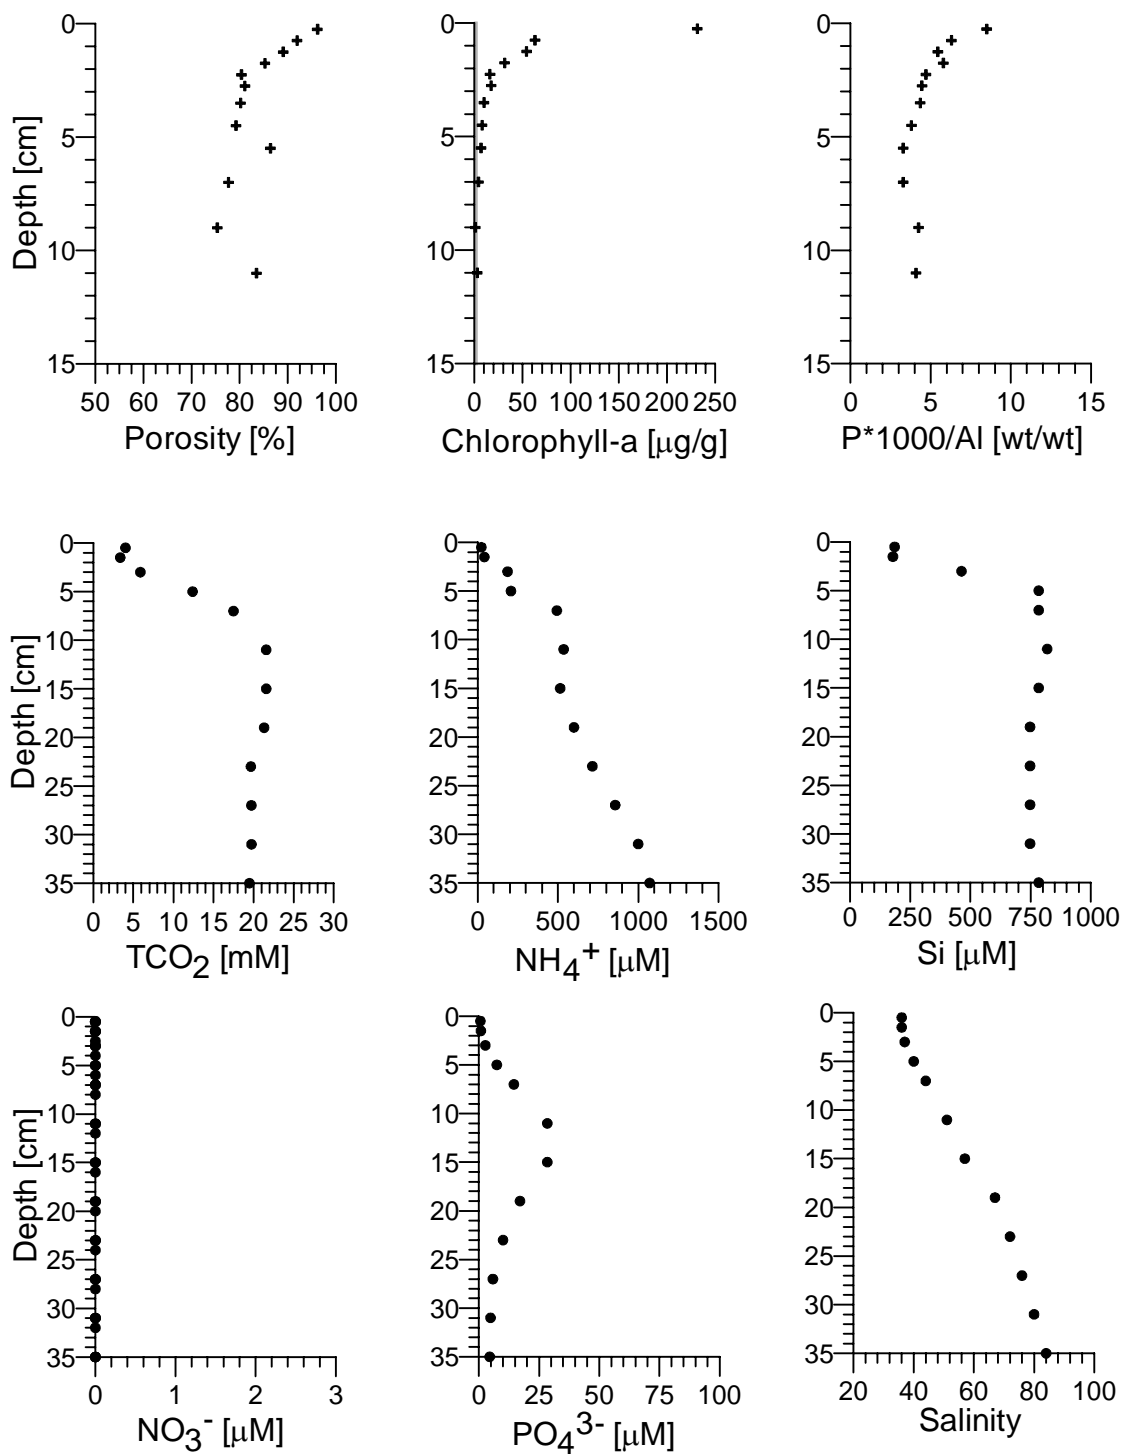 0
5
10
15
Depth [cm]
50 60 70 80 90 100
Porosity [%]
0
5
10
15
0 50 100 150 200 250
Chlorophyll-a [μg/g]
0
5
10
15
0 5 10 15
P*1000/Al [wt/wt]
0
5
10
15
20
25
30
35
Depth [cm]
0 5 10 15 20 25 30
TCO2 [mM]
0
5
10
15
20
25
30
35
0 500 1000 1500
NH4+ [μM]
0
5
10
15
20
25
30
35
0 250 500 750 1000
Si [μM]
0
5
10
15
20
25
30
35
Depth [cm]
0 1 2 3
NO3- [μM]
0
5
10
15
20
25
30
35
0 25 50 75 100
PO43- [μM]
0
5
10
15
20
25
30
35
20 40 60 80 100
Salinity